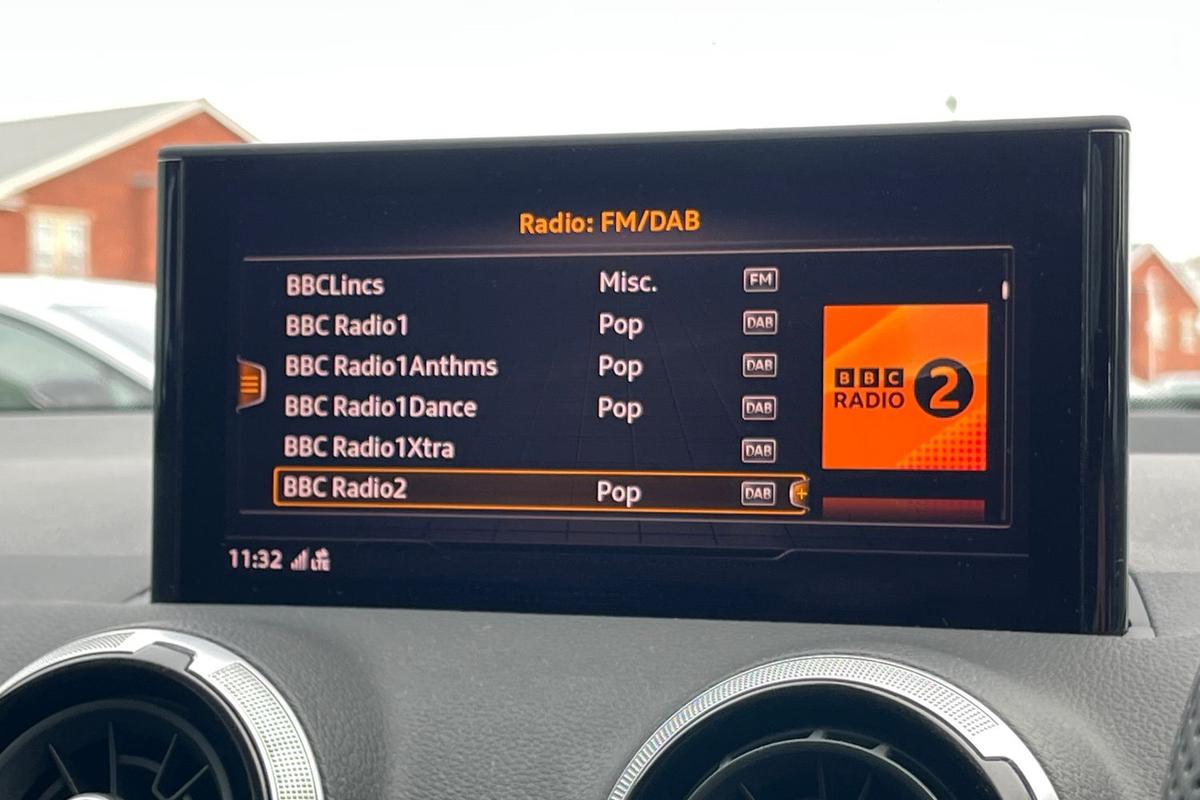 Radio: FM/DAB
BBCLincs Misc. FM
BBC Radio1 Pop DAB
BBC Radio1Anthms Pop DAB
BBC Radio1Dance Pop DAB
BBC Radio1Xtra DAB
BBC Radio2 Pop DAB +
BBC
RADIO 2
11:32 LTE